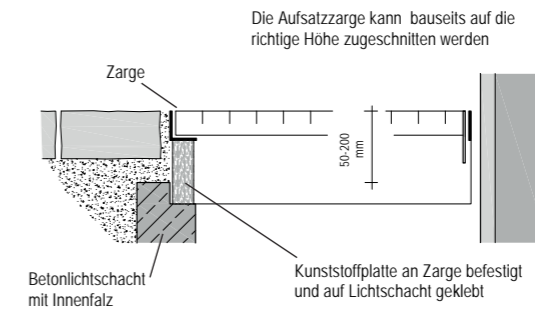 Die Aufsatzzarge kann bauseits auf die
richtige Höhe zugeschnitten werden
Zarge
50-200
mm
Betonlichtschacht
mit Innenfalz
Kunststoffplatte an Zarge befestigt
und auf Lichtschacht geklebt